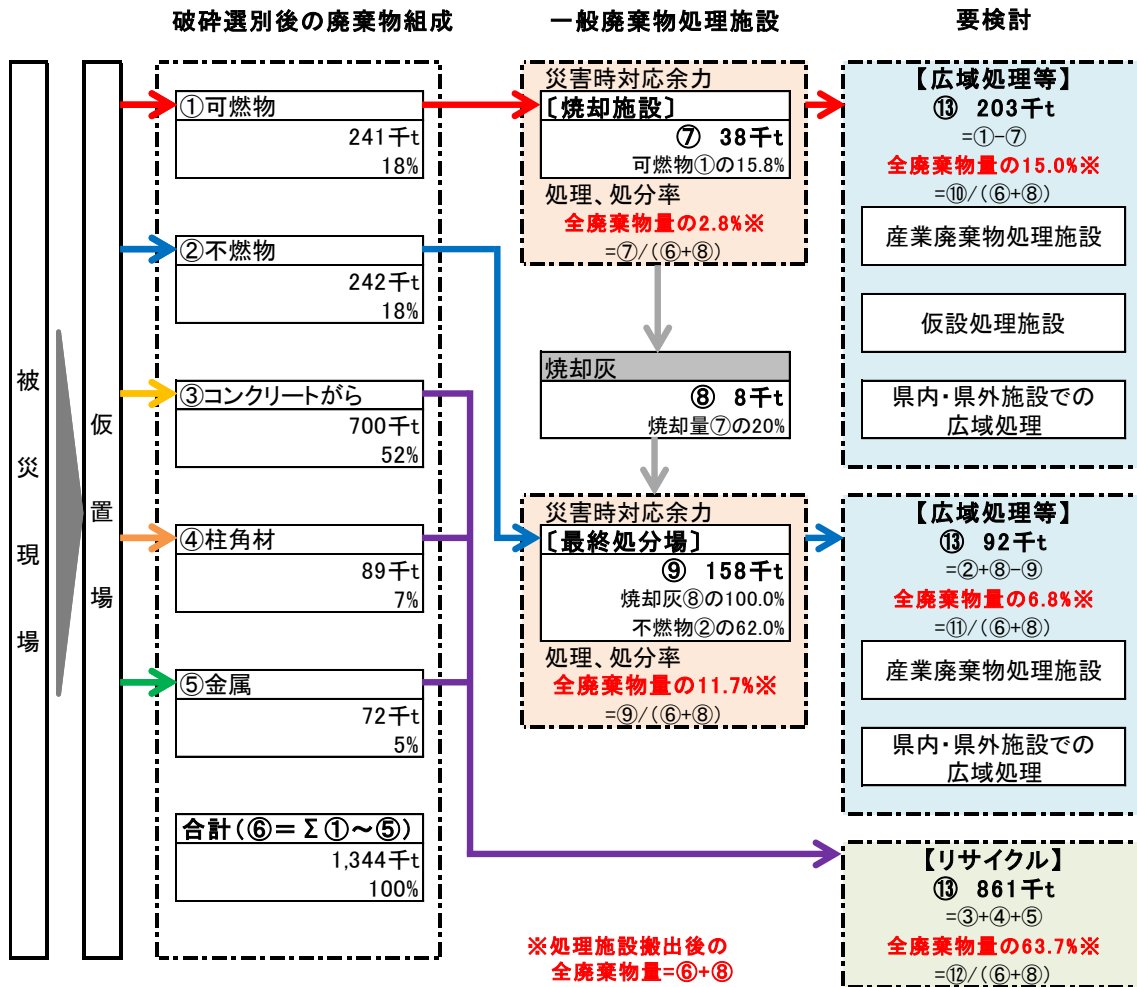 破砕選別後の廃棄物組成
一般廃棄物処理施設
要検討
被災現場
仮置場
①可燃物
241千t
18%
②不燃物
242千t
18%
③コンクリートがら
700千t
52%
④柱角材
89千t
7%
⑤金属
72千t
5%
合計(⑥=Σ①~⑤)
1,344千t
100%
災害時対応余力
〔焼却施設〕
⑦ 38千t
可燃物①の15.8%
処理、処分率
全廃棄物量の2.8%※
=⑦/(⑥+⑧)
焼却灰
⑧ 8千t
焼却量⑦の20%
災害時対応余力
〔最終処分場〕
⑨ 158千t
焼却灰⑧の100.0%
不燃物②の62.0%
処理、処分率
全廃棄物量の11.7%※
=⑨/(⑥+⑧)
※処理施設搬出後の
全廃棄物量=⑥+⑧
【広域処理等】
⑬ 203千t
=①-⑦
全廃棄物量の15.0%※
=⑩/(⑥+⑧)
産業廃棄物処理施設
仮設処理施設
県内・県外施設での
広域処理
【広域処理等】
⑬ 92千t
=②+⑧-⑨
全廃棄物量の6.8%※
=⑪/(⑥+⑧)
産業廃棄物処理施設
県内・県外施設での
広域処理
【リサイクル】
⑬ 861千t
=③+④+⑤
全廃棄物量の63.7%※
=⑫/(⑥+⑧)